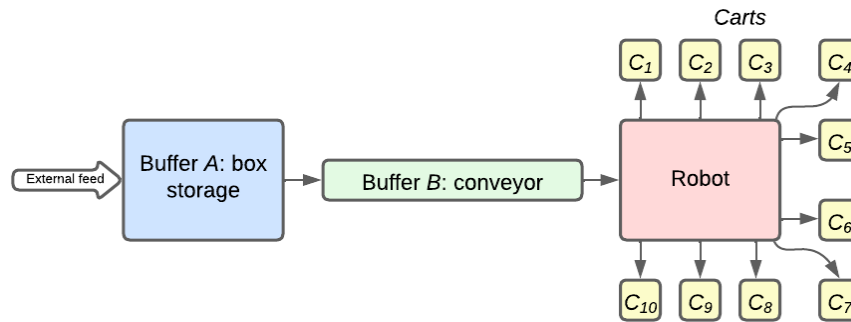 Carts
C1 C2 C3 C4
External feed
Buffer A: box
storage
Buffer B: conveyor
Robot
C5
C6
C10 C9 C8 C7